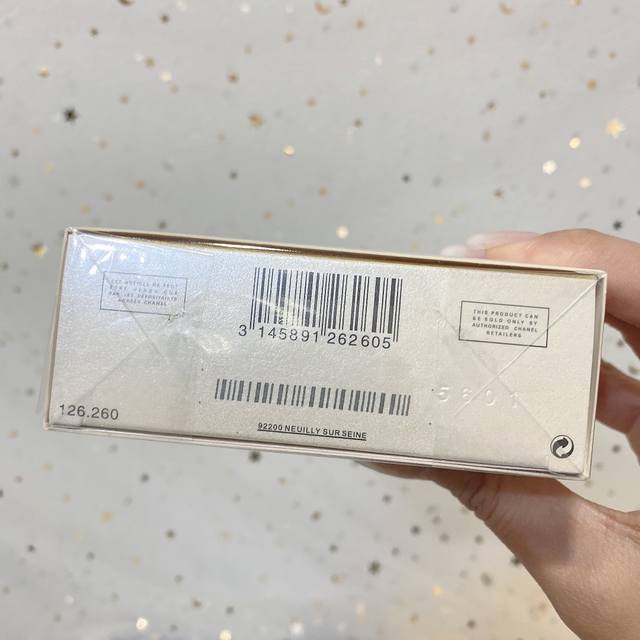 THIS PRODUCT CAN
BE SOLD ONLY BY
AUTHORIZED CHANEL
RETAILERS
3 145891 262605
5601
126.260
92200 NEUILLY SUR SEINE